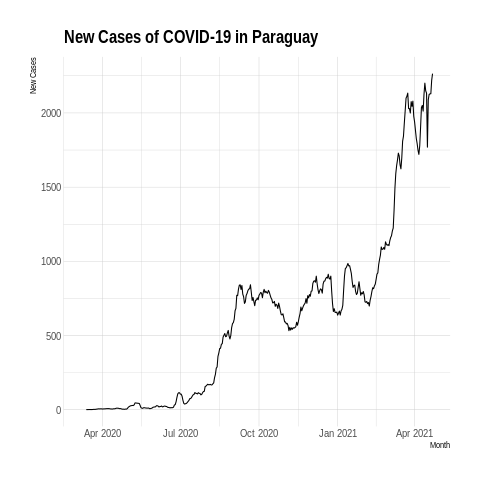 New Cases of COVID-19 in Paraguay
New Cases
2000
1500
1000
500
0
Apr 2020 Jul 2020 Oct 2020 Jan 2021 Apr 2021
Month